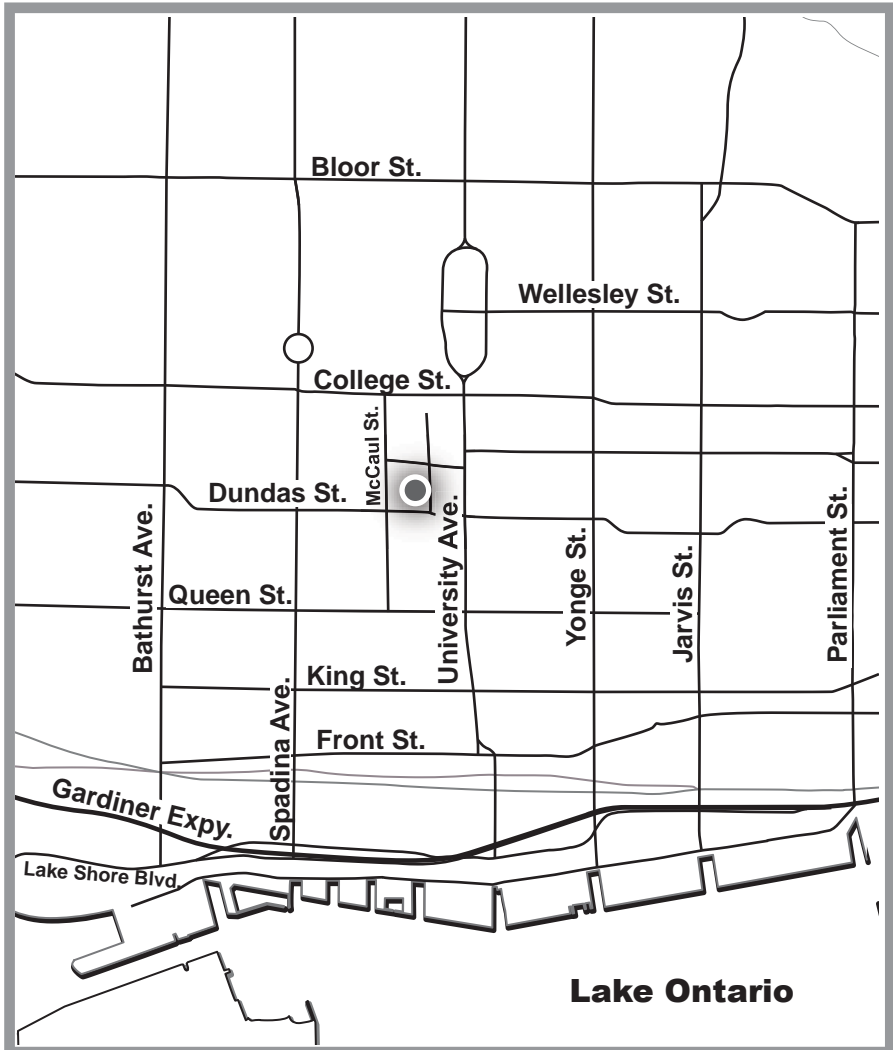 Bloor St.
Wellesley St.
College St.
McCaul St.
Dundas St.
University Ave.
Parliament St.
Bathurst Ave.
Yonge St.
Jarvis St.
Queen St.
King St.
Spadina Ave.
Front St.
Gardiner Expy.
Lake Shore Blvd.
Lake Ontario